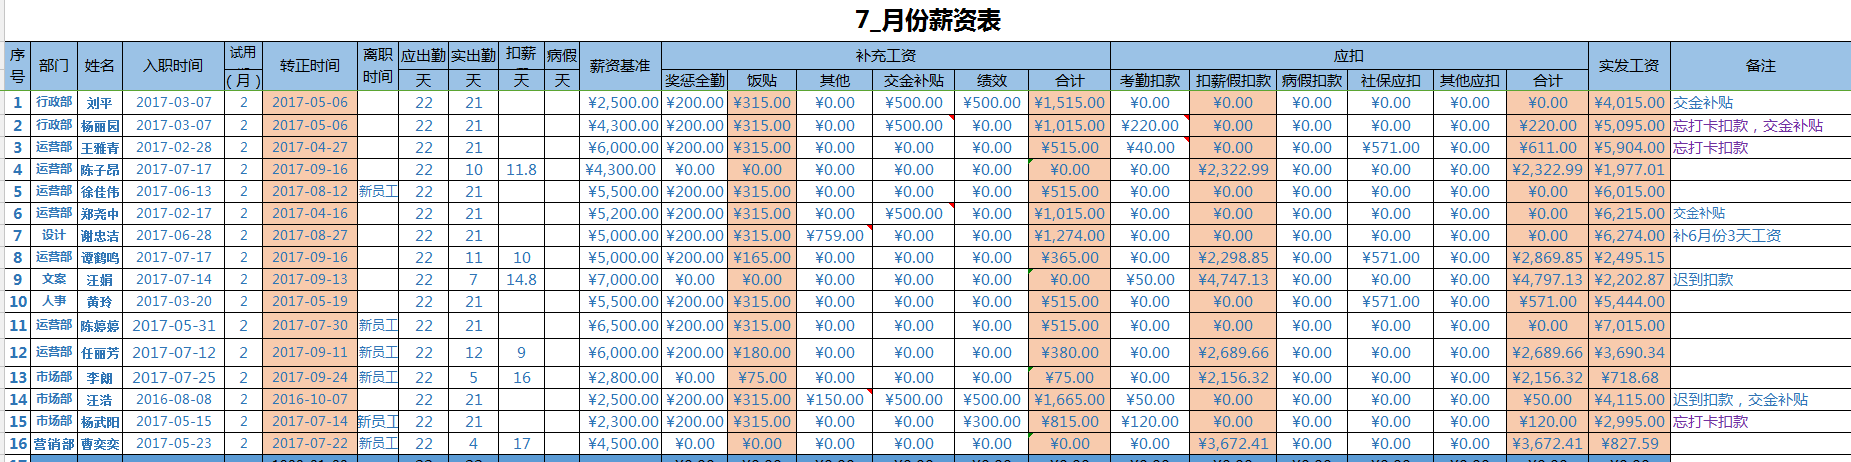 7_月份薪资表
序号 部门 姓名 入职时间 试用 (月) 转正时间 离职时间 应出勤天 实出勤天 扣薪 病假天 薪资基准 补充工资 应扣 实发工资 备注
奖惩全勤 饭贴 其他 交金补贴 绩效 合计 考勤扣款 扣薪假扣款 病假扣款 社保应扣 其他应扣 合计
1 行政部 刘平 2017-03-07 2 2017-05-06 22 21 ¥2,500.00 ¥200.00 ¥315.00 ¥0.00 ¥500.00 ¥500.00 ¥1,515.00 ¥0.00 ¥0.00 ¥0.00 ¥0.00 ¥0.00 ¥0.00 ¥4,015.00 交金补贴
2 行政部 杨丽园 2017-03-07 2 2017-05-06 22 21 ¥4,300.00 ¥200.00 ¥315.00 ¥0.00 ¥500.00 ¥0.00 ¥1,015.00 ¥220.00 ¥0.00 ¥0.00 ¥0.00 ¥0.00 ¥220.00 ¥5,095.00 忘打卡扣款，交金补贴
3 运营部 王雅青 2017-02-28 2 2017-04-27 22 21 ¥6,000.00 ¥200.00 ¥315.00 ¥0.00 ¥0.00 ¥0.00 ¥515.00 ¥40.00 ¥0.00 ¥0.00 ¥571.00 ¥0.00 ¥611.00 ¥5,904.00 忘打卡扣款
4 运营部 陈子昂 2017-07-17 2 2017-09-16 22 10 11.8 ¥4,300.00 ¥0.00 ¥0.00 ¥0.00 ¥0.00 ¥0.00 ¥0.00 ¥0.00 ¥2,322.99 ¥0.00 ¥0.00 ¥0.00 ¥2,322.99 ¥1,977.01
5 运营部 徐佳伟 2017-06-13 2 2017-08-12 新员工 22 21 ¥5,500.00 ¥200.00 ¥315.00 ¥0.00 ¥0.00 ¥0.00 ¥515.00 ¥0.00 ¥0.00 ¥0.00 ¥0.00 ¥0.00 ¥0.00 ¥6,015.00
6 运营部 郑尧中 2017-02-17 2 2017-04-16 22 21 ¥5,200.00 ¥200.00 ¥315.00 ¥0.00 ¥500.00 ¥0.00 ¥1,015.00 ¥0.00 ¥0.00 ¥0.00 ¥0.00 ¥0.00 ¥0.00 ¥6,215.00 交金补贴
7 设计 谢忠洁 2017-06-28 2 2017-08-27 22 21 ¥5,000.00 ¥200.00 ¥315.00 ¥759.00 ¥0.00 ¥0.00 ¥1,274.00 ¥0.00 ¥0.00 ¥0.00 ¥0.00 ¥0.00 ¥0.00 ¥6,274.00 补6月份3天工资
8 运营部 谭鹤鸣 2017-07-17 2 2017-09-16 22 11 10 ¥5,000.00 ¥200.00 ¥165.00 ¥0.00 ¥0.00 ¥0.00 ¥365.00 ¥0.00 ¥2,298.85 ¥0.00 ¥571.00 ¥0.00 ¥2,869.85 ¥2,495.15
9 文案 汪娟 2017-07-14 2 2017-09-13 22 7 14.8 ¥7,000.00 ¥0.00 ¥0.00 ¥0.00 ¥0.00 ¥0.00 ¥0.00 ¥50.00 ¥4,747.13 ¥0.00 ¥0.00 ¥0.00 ¥4,797.13 ¥2,202.87 迟到扣款
10 人事 黄玲 2017-03-20 2 2017-05-19 22 21 ¥5,500.00 ¥200.00 ¥315.00 ¥0.00 ¥0.00 ¥0.00 ¥515.00 ¥0.00 ¥0.00 ¥0.00 ¥571.00 ¥0.00 ¥571.00 ¥5,444.00
11 运营部 陈婷婷 2017-05-31 2 2017-07-30 新员工 22 21 ¥6,500.00 ¥200.00 ¥315.00 ¥0.00 ¥0.00 ¥0.00 ¥515.00 ¥0.00 ¥0.00 ¥0.00 ¥0.00 ¥0.00 ¥0.00 ¥7,015.00
12 运营部 任丽芳 2017-07-12 2 2017-09-11 新员工 22 12 9 ¥6,000.00 ¥200.00 ¥180.00 ¥0.00 ¥0.00 ¥0.00 ¥380.00 ¥0.00 ¥2,689.66 ¥0.00 ¥0.00 ¥0.00 ¥2,689.66 ¥3,690.34
13 市场部 李朗 2017-07-25 2 2017-09-24 新员工 22 5 16 ¥2,800.00 ¥0.00 ¥75.00 ¥0.00 ¥0.00 ¥0.00 ¥75.00 ¥0.00 ¥2,156.32 ¥0.00 ¥0.00 ¥0.00 ¥2,156.32 ¥718.68
14 市场部 汪浩 2016-08-08 2 2016-10-07 22 21 ¥2,500.00 ¥200.00 ¥315.00 ¥150.00 ¥500.00 ¥500.00 ¥1,665.00 ¥50.00 ¥0.00 ¥0.00 ¥0.00 ¥0.00 ¥50.00 ¥4,115.00 迟到扣款，交金补贴
15 市场部 杨武阳 2017-05-15 2 2017-07-14 新员工 22 21 ¥2,300.00 ¥200.00 ¥315.00 ¥0.00 ¥0.00 ¥300.00 ¥815.00 ¥120.00 ¥0.00 ¥0.00 ¥0.00 ¥0.00 ¥120.00 ¥2,995.00 忘打卡扣款
16 营销部 曹奕奕 2017-05-23 2 2017-07-22 新员工 22 4 17 ¥4,500.00 ¥0.00 ¥0.00 ¥0.00 ¥0.00 ¥0.00 ¥0.00 ¥0.00 ¥3,672.41 ¥0.00 ¥0.00 ¥0.00 ¥3,672.41 ¥827.59